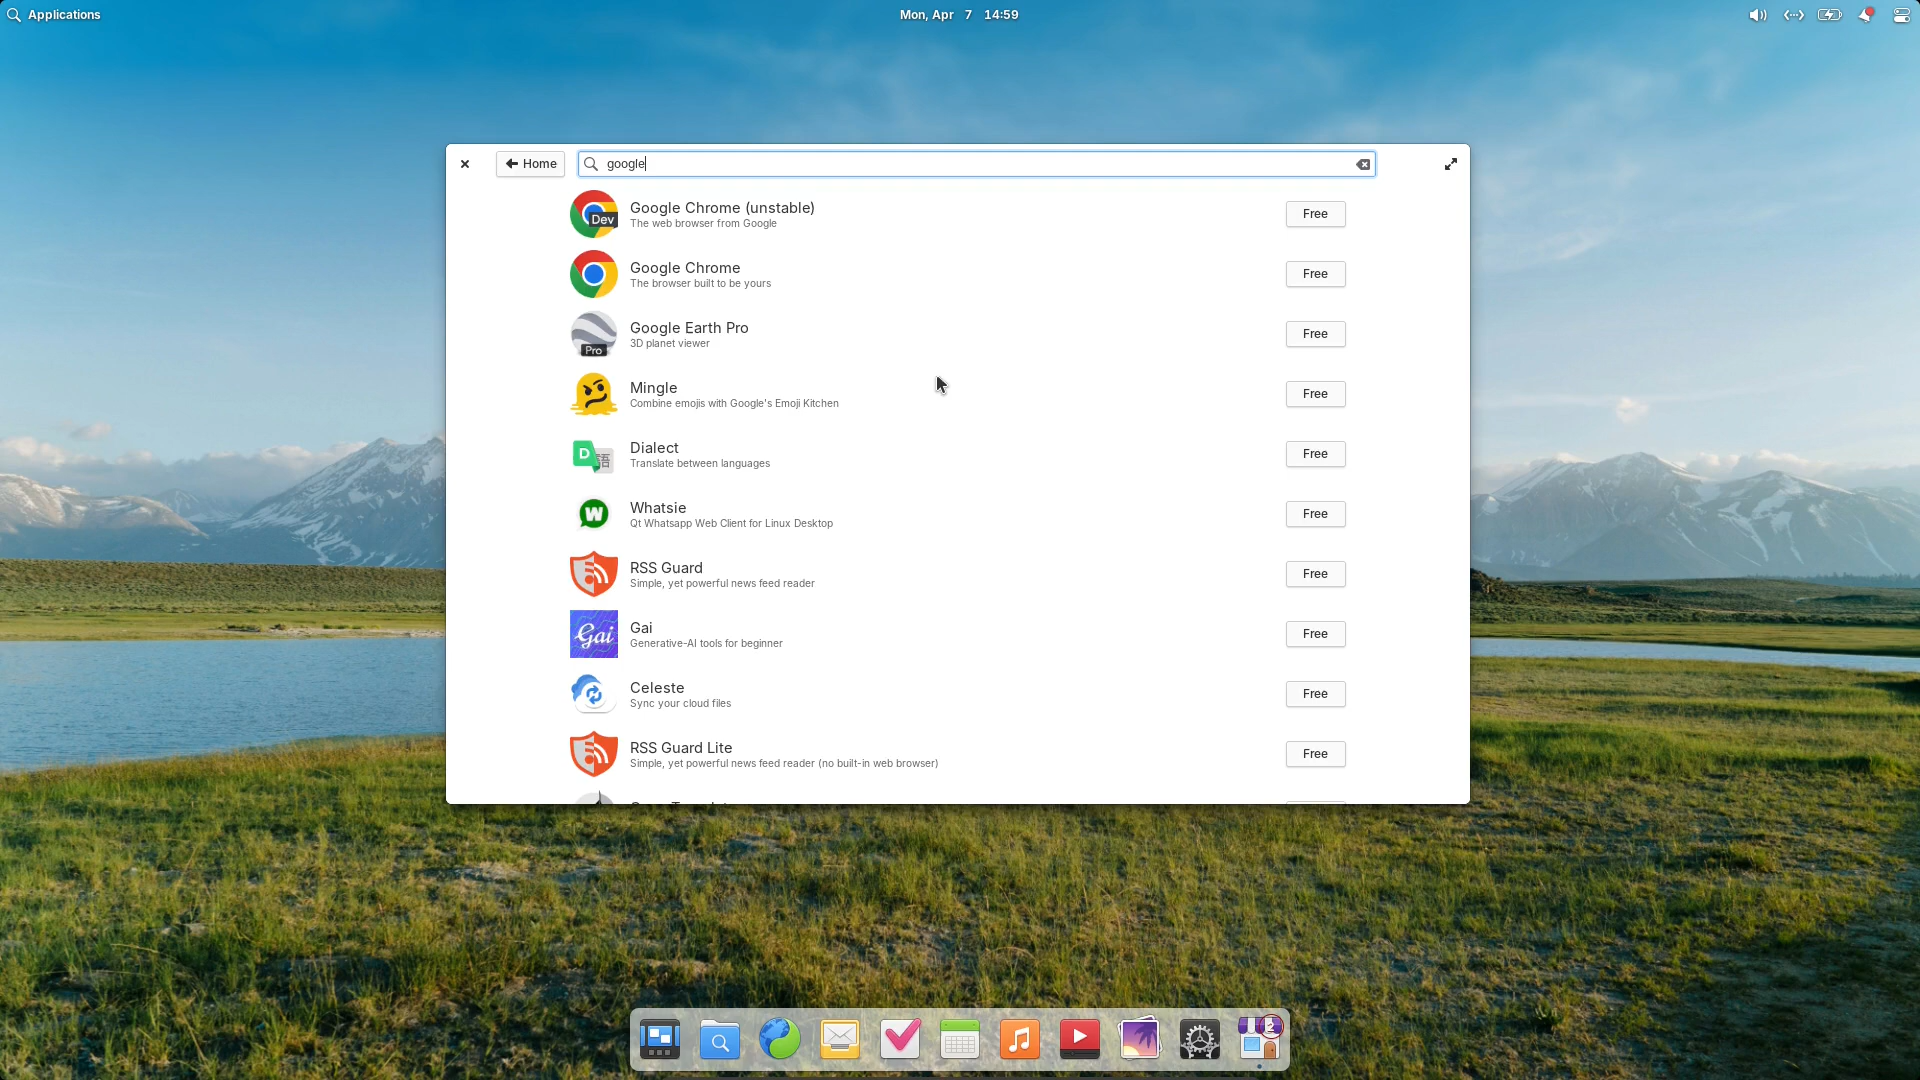 Applications
Mon, Apr 7 14:59
Home
google
Dev
Google Chrome (unstable)
The web browser from Google
Free
Google Chrome
The browser built to be yours
Free
Pro
Google Earth Pro
3D planet viewer
Free
Mingle
Combine emojis with Google's Emoji Kitchen
Free
D 語
Dialect
Translate between languages
Free
W
Whatsie
Qt Whatsapp Web Client for Linux Desktop
Free
RSS Guard
Simple, yet powerful news feed reader
Free
Gai
Gai
Generative-AI tools for beginner
Free
Celeste
Sync your cloud files
Free
RSS Guard Lite
Simple, yet powerful news feed reader (no built-in web browser)
Free
2